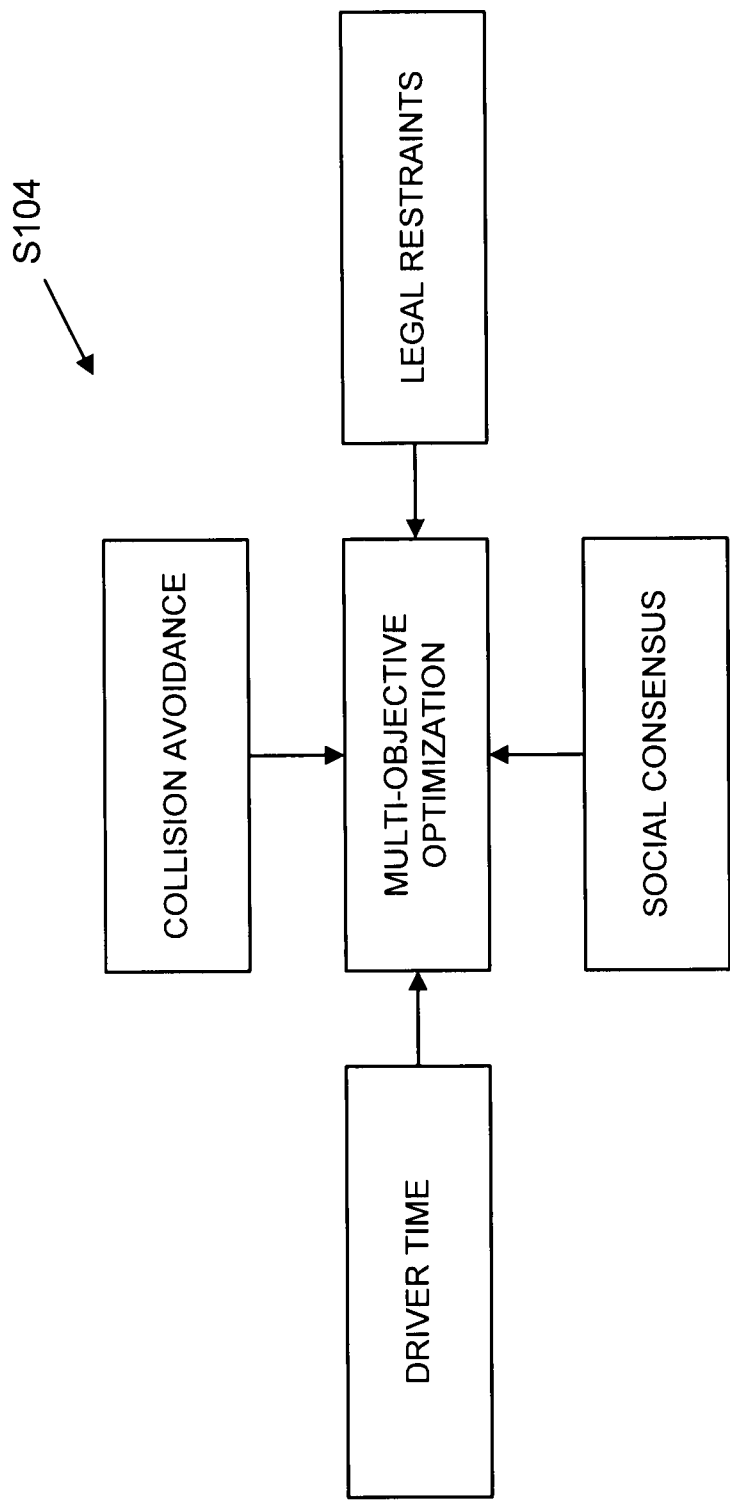 S104
COLLISION AVOIDANCE
DRIVER TIME
MULTI-OBJECTIVE
OPTIMIZATION
LEGAL RESTRAINTS
SOCIAL CONSENSUS